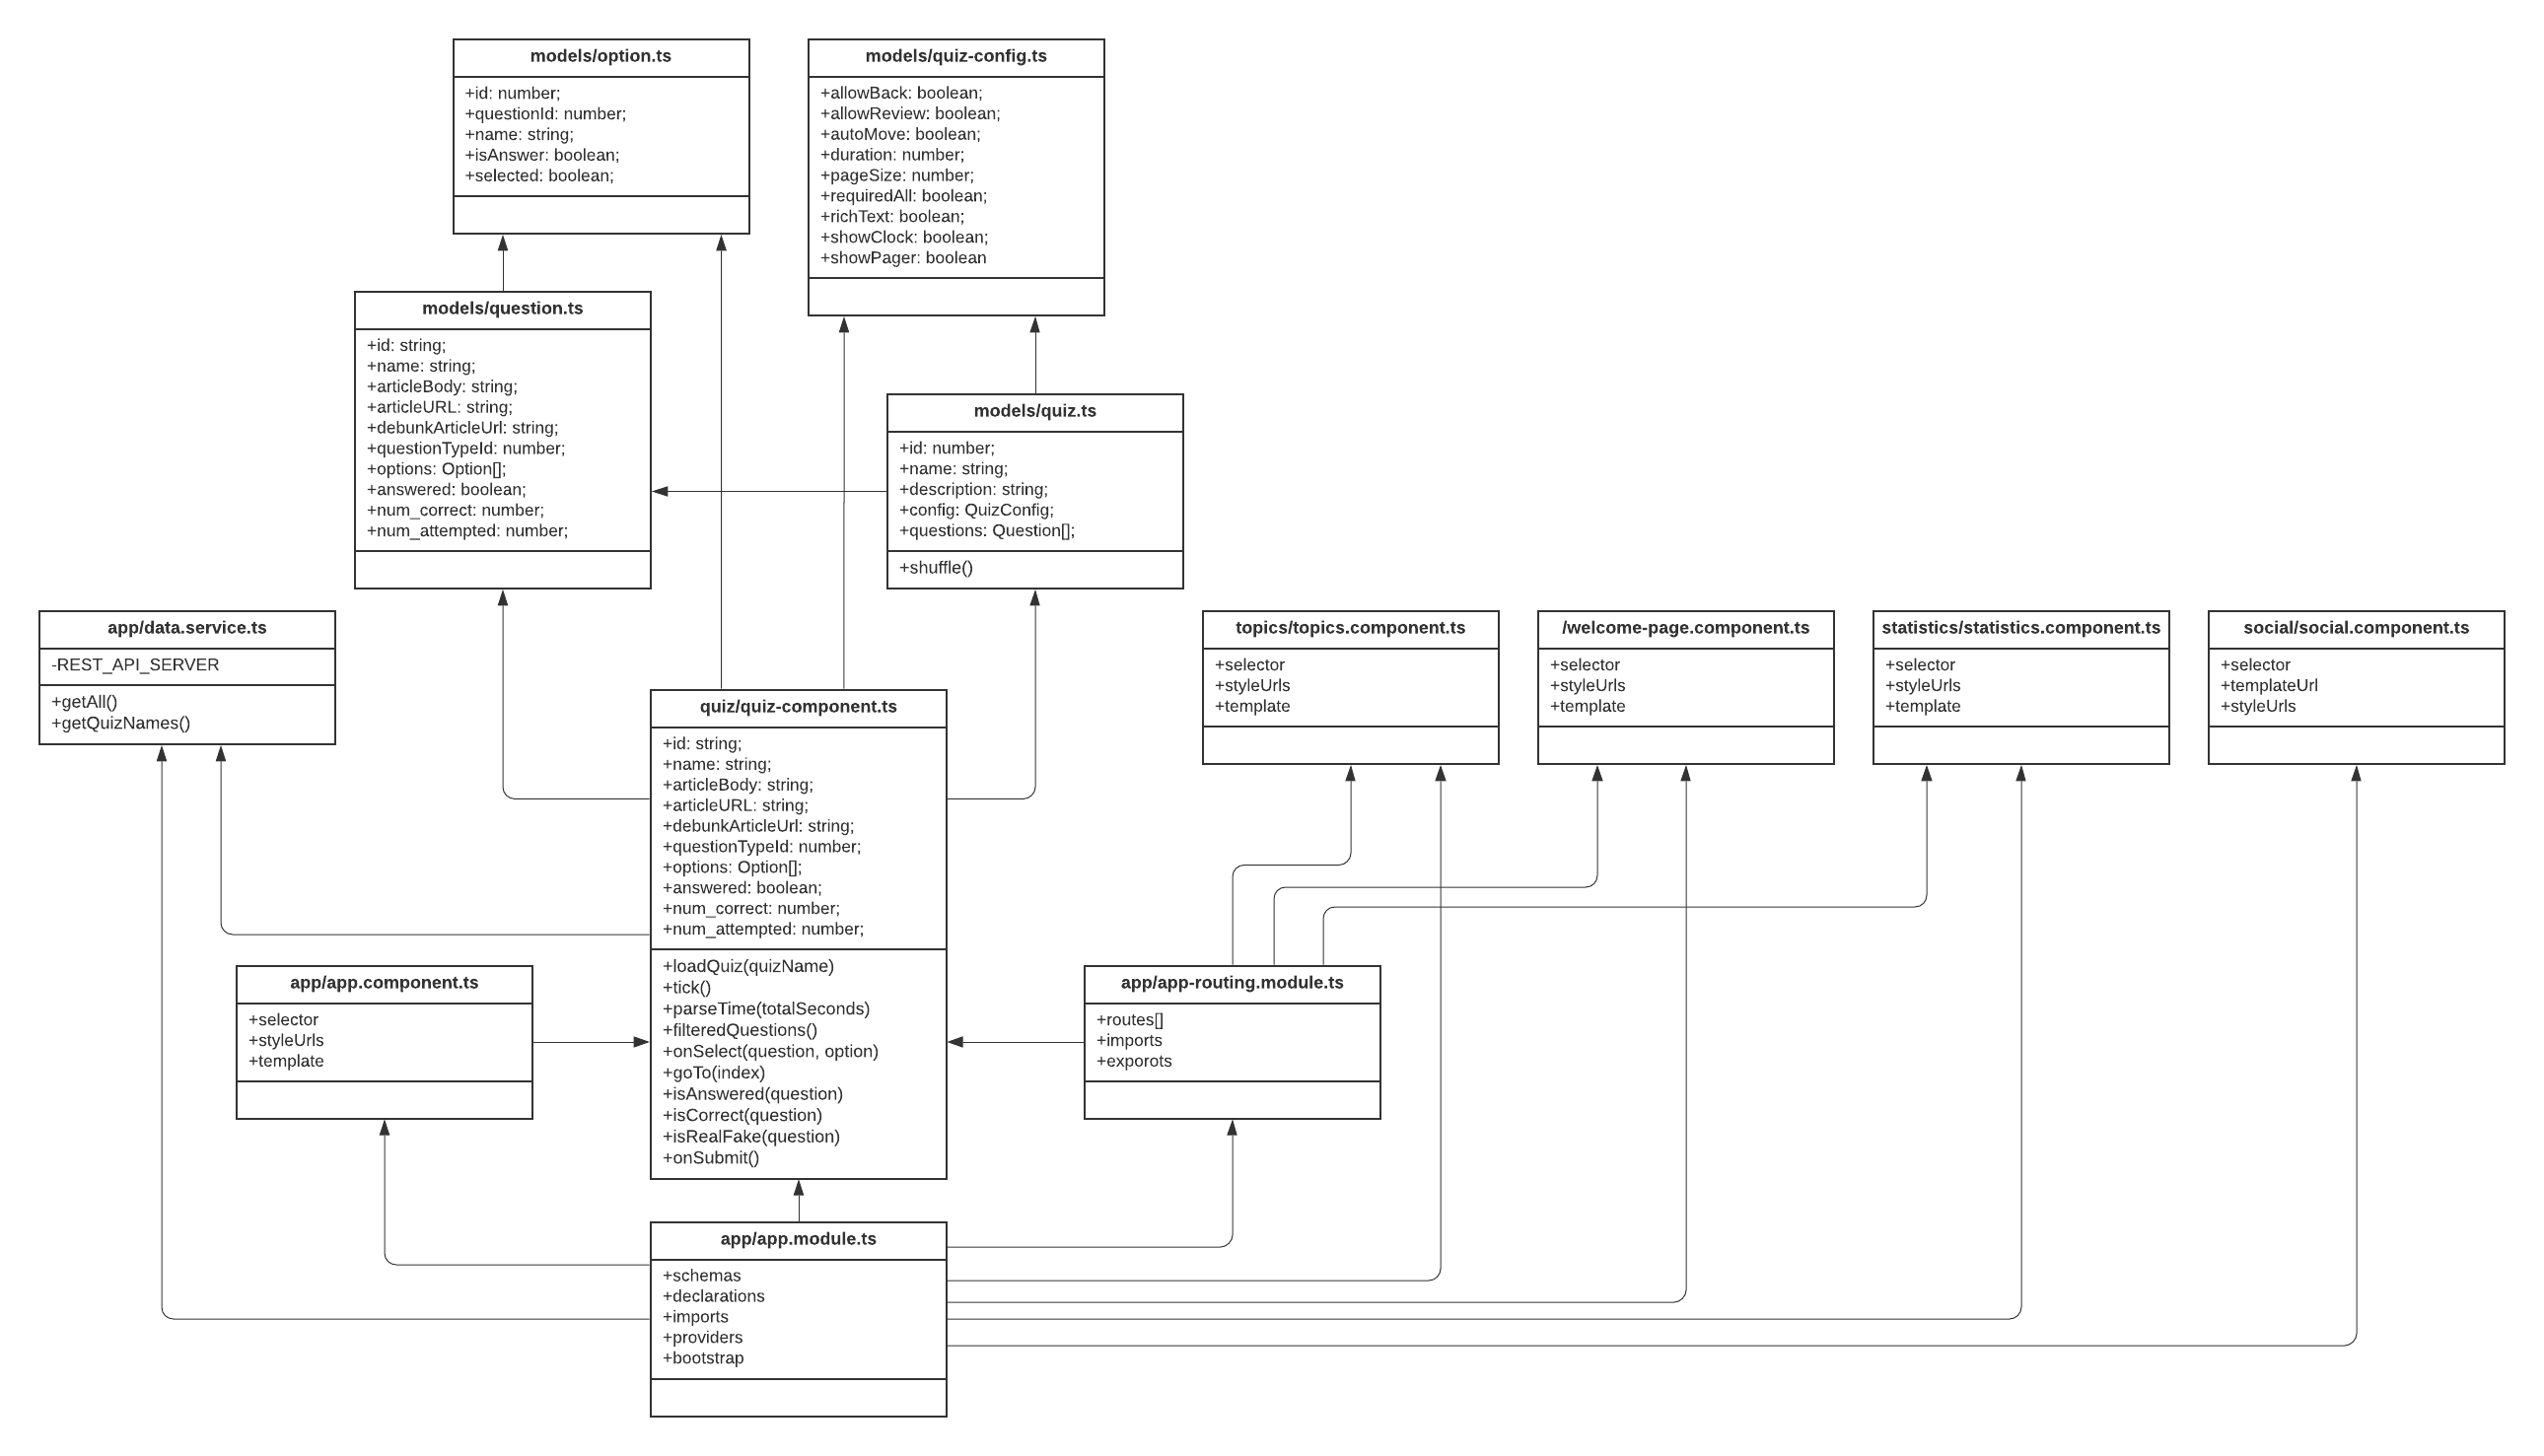 models/option.ts
+id: number;
+questionId: number;
+name: string;
+isAnswer: boolean;
+selected: boolean;
models/quiz-config.ts
+allowBack: boolean;
+allowReview: boolean;
+autoMove: boolean;
+duration: number;
+pageSize: number;
+requiredAll: boolean;
+richText: boolean;
+showClock: boolean;
+showPager: boolean
models/question.ts
+id: string;
+name: string;
+articleBody: string;
+articleURL: string;
+debunkArticleUrl: string;
+questionTypeId: number;
+options: Option[];
+answered: boolean;
+num_correct: number;
+num_attempted: number;
models/quiz.ts
+id: number;
+name: string;
+description: string;
+config: QuizConfig;
+questions: Question[];
+shuffle()
app/data.service.ts
-REST_API_SERVER
+getAll()
+getQuizNames()
quiz/quiz-component.ts
+id: string;
+name: string;
+articleBody: string;
+articleURL: string;
+debunkArticleUrl: string;
+questionTypeId: number;
+options: Option[];
+answered: boolean;
+num_correct: number;
+num_attempted: number;
+loadQuiz(quizName)
+tick()
+parseTime(totalSeconds)
+filteredQuestions()
+onSelect(question, option)
+goTo(index)
+isAnswered(question)
+isCorrect(question)
+isRealFake(question)
+onSubmit()
topics/topics.component.ts
+selector
+styleUrls
+template
/welcome-page.component.ts
+selector
+styleUrls
+template
statistics/statistics.component.ts
+selector
+styleUrls
+template
social/social.component.ts
+selector
+templateUrl
+styleUrls
app/app.component.ts
+selector
+styleUrls
+template
app/app-routing.module.ts
+routes[]
+imports
+exporots
app/app.module.ts
+schemas
+declarations
+imports
+providers
+bootstrap